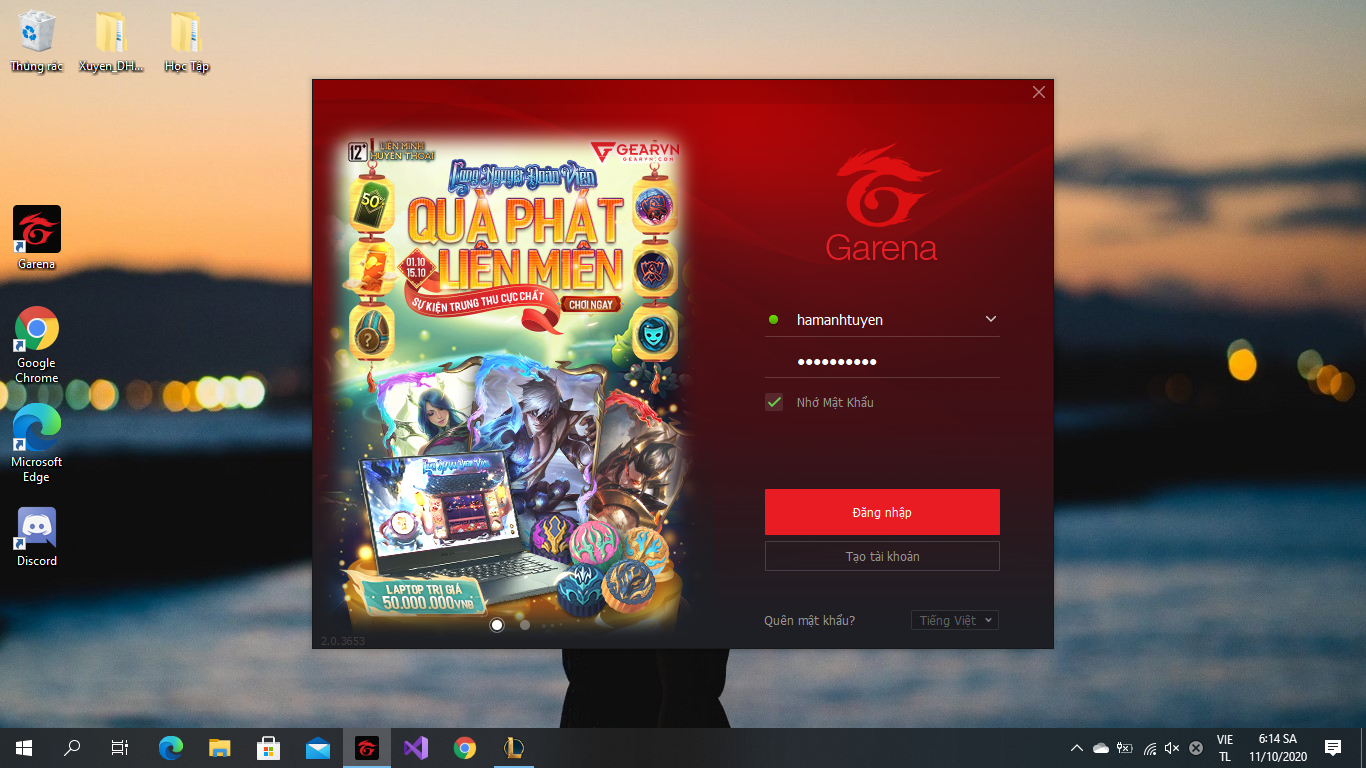 Thùng rác
Xuyen_DH...
Học Tập
Garena
Google
Chrome
Microsoft
Edge
Discord
12+
LIÊN MINH
HUYỀN THOẠI
GEARVN
GEARVN.COM
Lạng Nguyệt Đoàn Viên
50%
QUÀ PHÁT
LIÊN MIÊN
01.10
15.10
SỰ KIỆN TRUNG THU CỰC CHẤT
CHƠI NGAY
?
LAPTOP TRỊ GIÁ
50.000.000VNĐ
2.0.3653
Garena
hamanhtuyen
Nhớ Mật Khẩu
Đăng nhập
Tạo tài khoản
Quên mật khẩu?
Tiếng Việt
VIE
TL
6:14 SA
11/10/2020